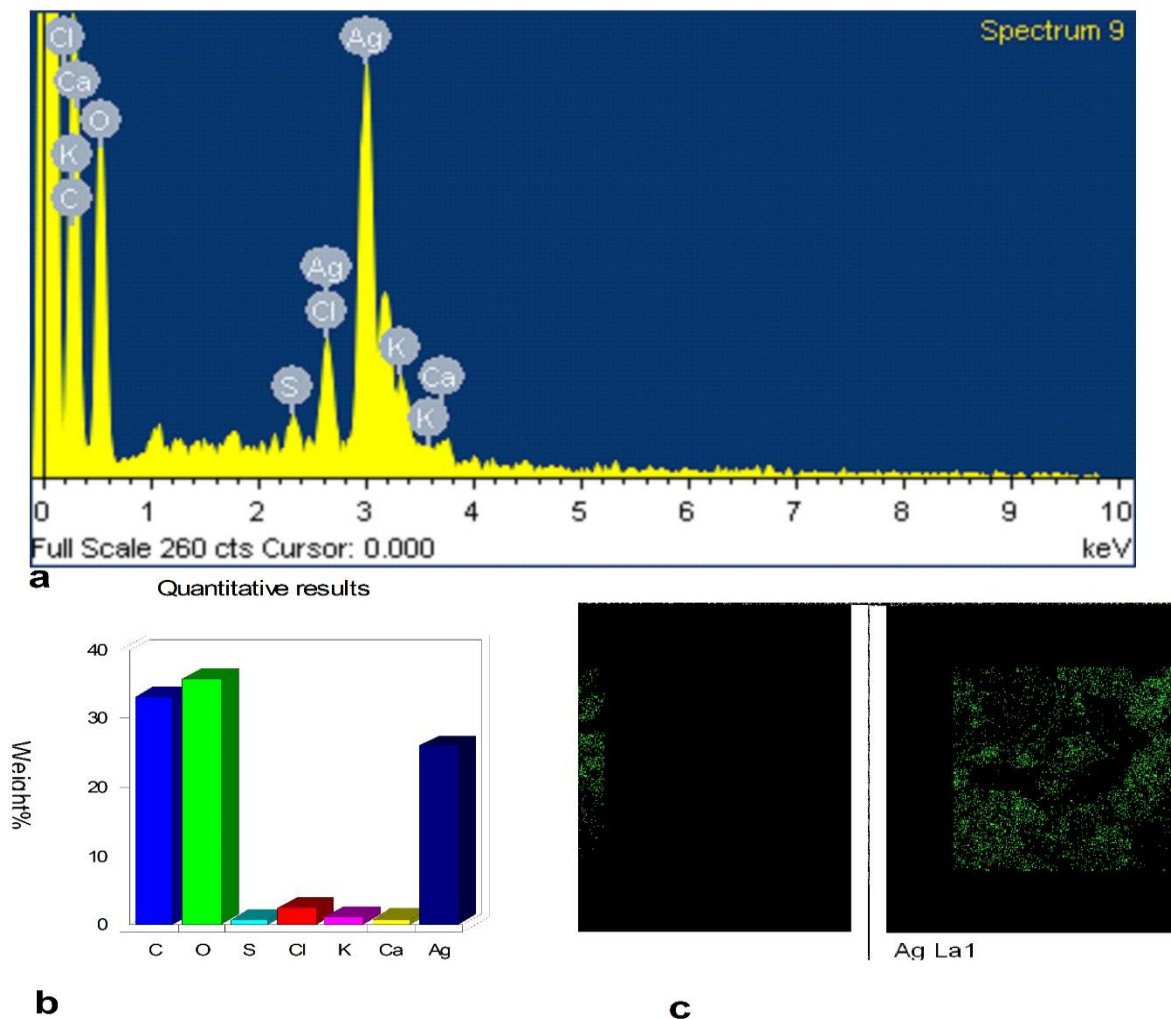 Spectrum 9
Cl
Ag
Ca
O
K
C
Ag
Cl
K
Ca
S
K
0 1 2 3 4 5 6 7 8 9 10
Full Scale 260 cts Cursor: 0.000 keV
a
Quantitative results
Weight%
40
30
20
10
0
C O S Cl K Ca Ag
Ag La1
b
c